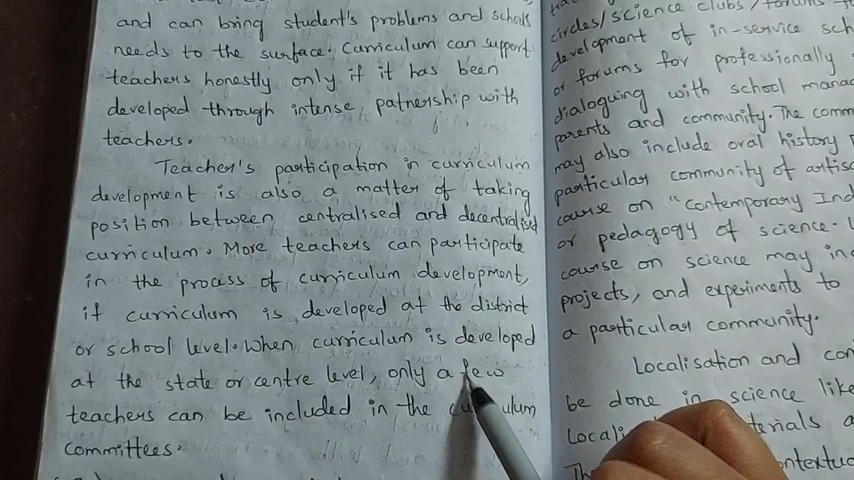 and can bring student's problems and schools
needs to the surface. Curriculum can support
teachers honestly only if it has been
developed through intense patnership with
teachers.
Teacher's participation in curriculum
development is also a matter of taking
position between centralised and decentralised
curriculum. More teachers can participate
in the process of curriculum development,
if curriculum is developed at the district
or school level. When curriculum is developed
at the state or centre level, only a few
teachers can be included in the curriculum
committees.
circles/science clubs/forums
development of in-service
or forums for professionally
dialoguing with school
parents and community. The
may also include oral history
particular community of
course on "contemporary
or pedagogy of science.
course on science may
projects, and experiments to
a particular community.
Localisation and
be done in science like